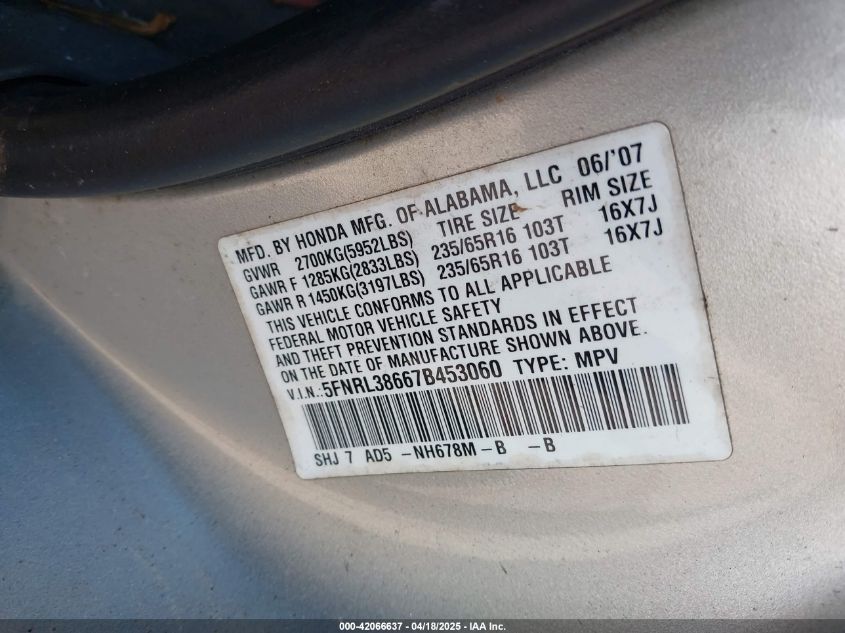 MFD. BY HONDA MFG. OF ALABAMA, LLC 06/'07
GVWR 2700KG(5952LBS) TIRE SIZE RIM SIZE
GAWR F 1285KG(2833LBS) 235/65R16 103T 16X7J
GAWR R 1450KG(3197LBS) 235/65R16 103T 16X7J
THIS VEHICLE CONFORMS TO ALL APPLICABLE
FEDERAL MOTOR VEHICLE SAFETY
AND THEFT PREVENTION STANDARDS IN EFFECT
ON THE DATE OF MANUFACTURE SHOWN ABOVE.
V.I.N.:5FNRL38667B453060 TYPE: MPV
SHJ 7 AD5 -NH678M-B -B
000-42066637 - 04/18/2025 - IAA Inc.